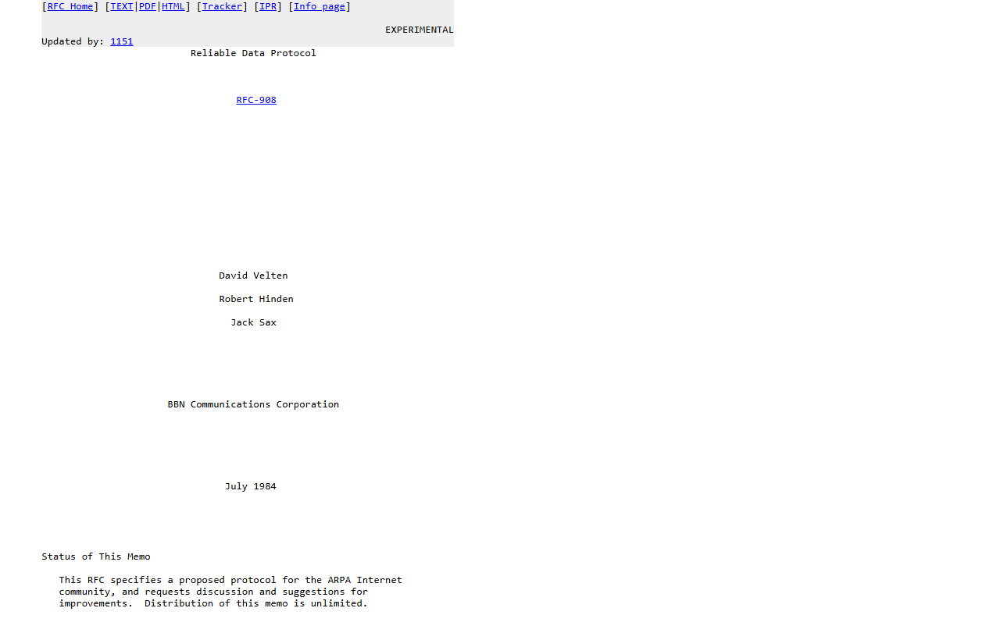 [RFC Home] [TEXT|PDF|HTML] [Tracker] [IPR] [Info page]
EXPERIMENTAL
Updated by: 1151
Reliable Data Protocol
RFC-908
David Velten
Robert Hinden
Jack Sax
BBN Communications Corporation
July 1984
Status of This Memo
This RFC specifies a proposed protocol for the ARPA Internet
community, and requests discussion and suggestions for
improvements.  Distribution of this memo is unlimited.